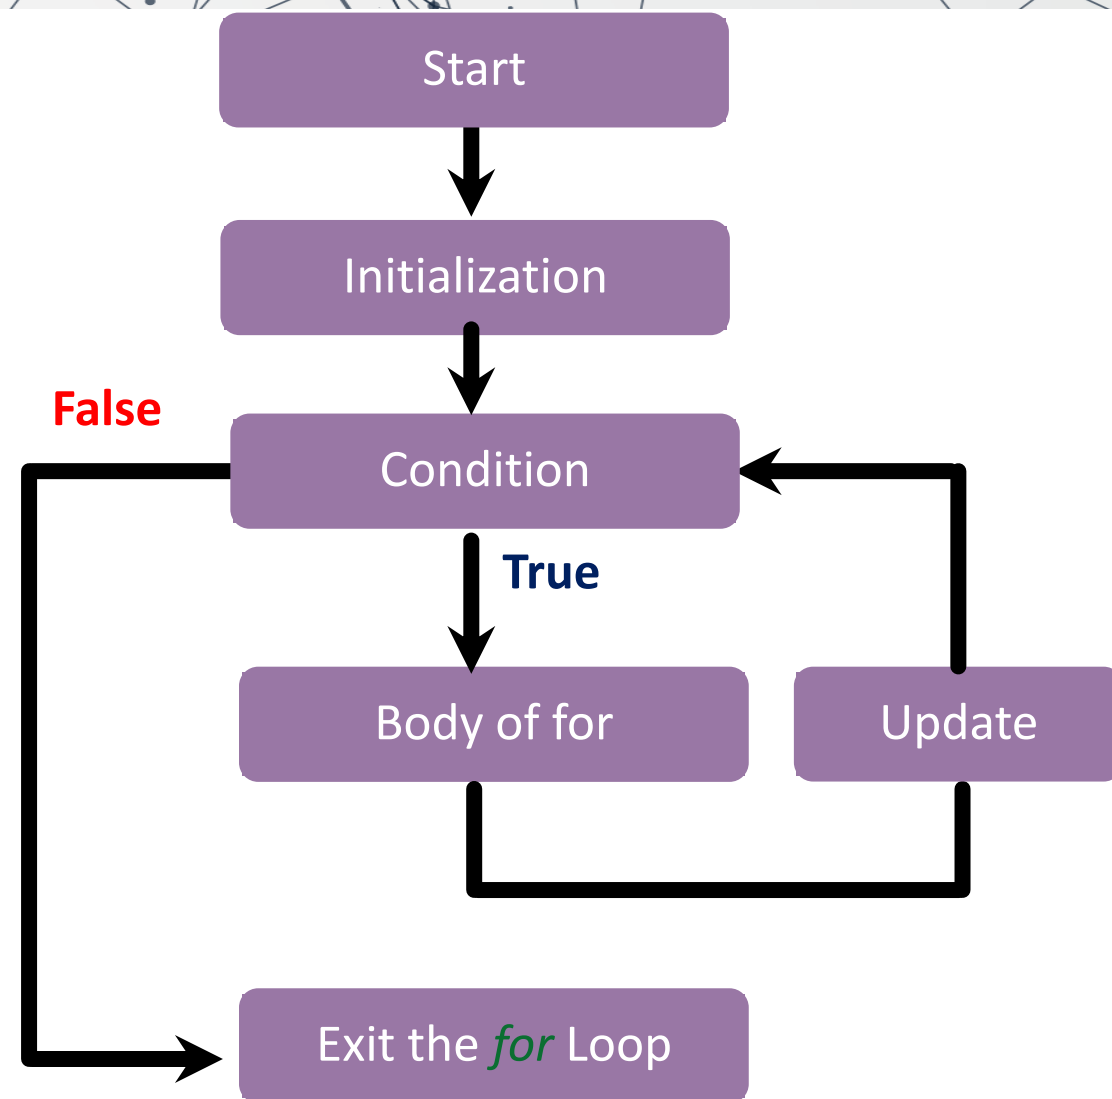 Start
Initialization
False
Condition
True
Body of for
Update
Exit the for Loop